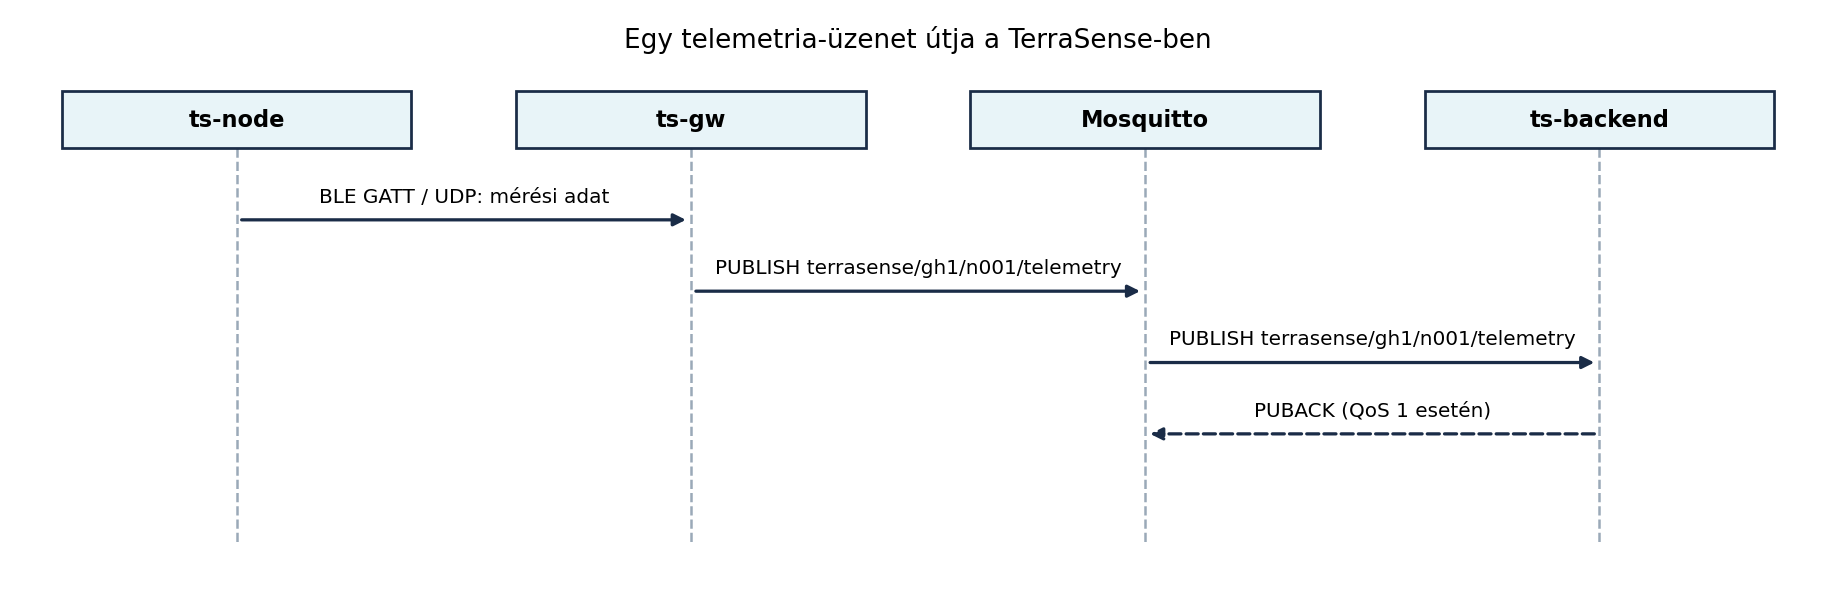 Egy telemetria-üzenet útja a TerraSense-ben
ts-node
ts-gw
Mosquitto
ts-backend
BLE GATT / UDP: mérési adat
PUBLISH terrasense/gh1/n001/telemetry
PUBLISH terrasense/gh1/n001/telemetry
PUBACK (QoS 1 esetén)